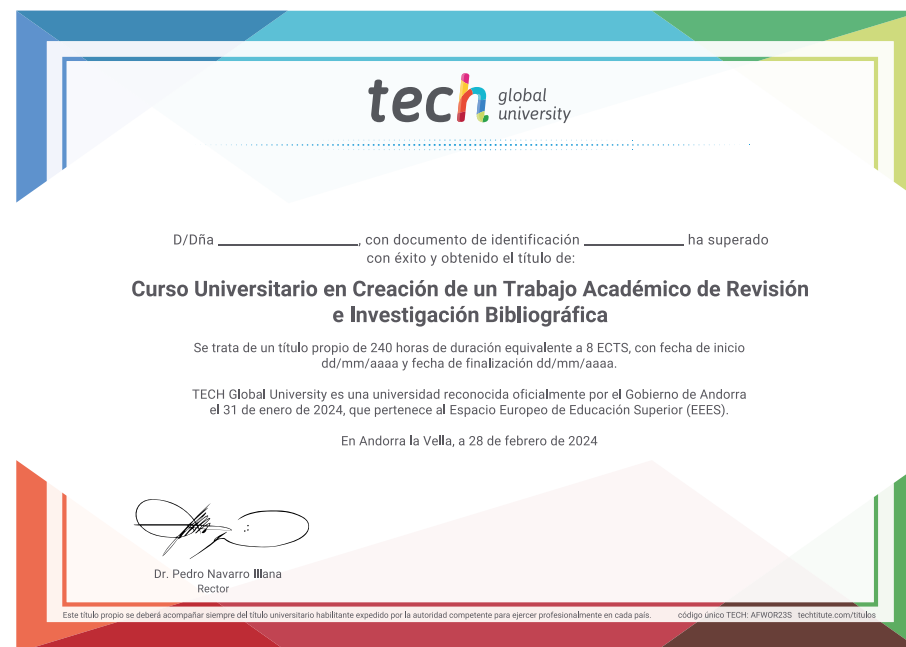 tech global university
D/Dña ____________________, con documento de identificación ______________ ha superado
con éxito y obtenido el título de:
Curso Universitario en Creación de un Trabajo Académico de Revisión
e Investigación Bibliográfica
Se trata de un título propio de 240 horas de duración equivalente a 8 ECTS, con fecha de inicio
dd/mm/aaaa y fecha de finalización dd/mm/aaaa.
TECH Global University es una universidad reconocida oficialmente por el Gobierno de Andorra
el 31 de enero de 2024, que pertenece al Espacio Europeo de Educación Superior (EEES).
En Andorra la Vella, a 28 de febrero de 2024
Dr. Pedro Navarro Illana
Rector
Este título propio se deberá acompañar siempre del título universitario habilitante expedido por la autoridad competente para ejercer profesionalmente en cada país. código único TECH: AFWOR23S techtitute.com/titulos